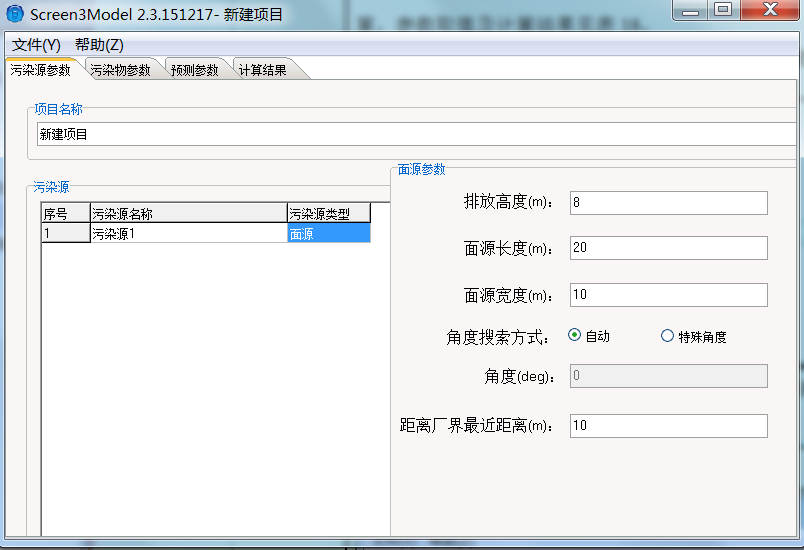 Screen3Model 2.3.151217- 新建项目
文件(Y) 帮助(Z)
污染源参数 污染物参数 预测参数 计算结果
项目名称
新建项目
污染源
序号 污染源名称 污染源类型
1 污染源1 面源
面源参数
排放高度(m): 8
面源长度(m): 20
面源宽度(m): 10
角度搜索方式: 自动 特殊角度
角度(deg): 0
距离厂界最近距离(m): 10